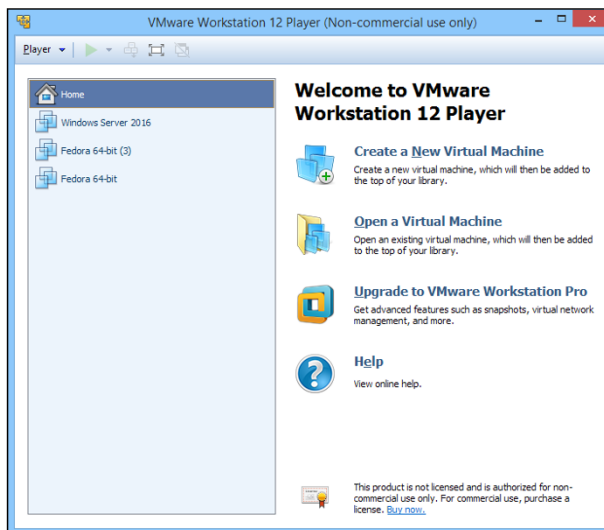 VMware Workstation 12 Player (Non-commercial use only)
Player
Home
Windows Server 2016
Fedora 64-bit (3)
Fedora 64-bit
Welcome to VMware
Workstation 12 Player
Create a New Virtual Machine
Create a new virtual machine, which will then be added to
the top of your library.
Open a Virtual Machine
Open an existing virtual machine, which will then be added
to the top of your library.
Upgrade to VMware Workstation Pro
Get advanced features such as snapshots, virtual network
management, and more.
Help
View online help.
This product is not licensed and is authorized for non-
commercial use only. For commercial use, purchase a
license. Buy now.